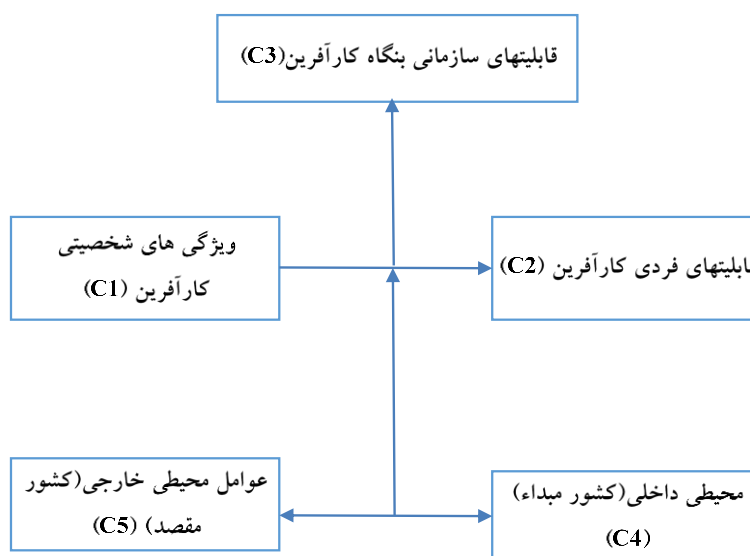 قابلیتهای سازمانی بنگاه کارآفرین(C3)
ویژگی های شخصیتی
کارآفرین (C1)
فردی کارآفرین (C2)
عوامل محیطی خارجی(کشور
مقصد) (C5)
محیطی داخلی(کشور مبداء)
(C4)